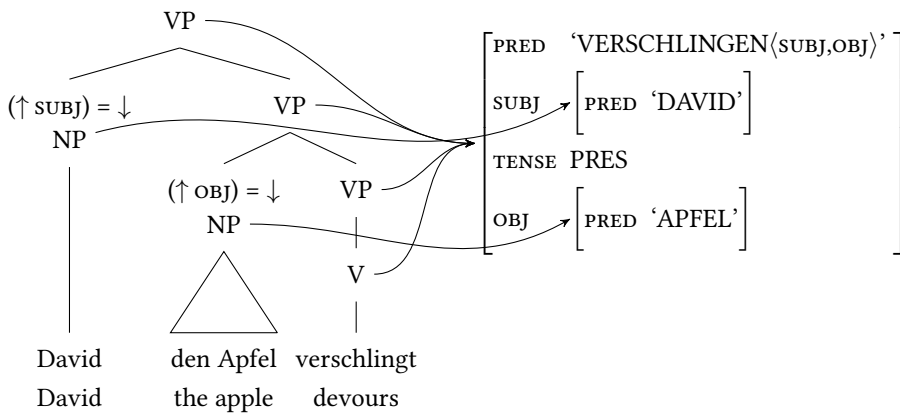 VP
PRED ‘VERSCHLINGEN⟨SUBJ,OBJ⟩’
(↑ SUBJ) = ↓ VP SUBJ [PRED ‘DAVID’]
NP
TENSE PRES
(↑ OBJ) = ↓ VP
NP OBJ [PRED ‘APFEL’]
V
David den Apfel verschlingt
David the apple devours